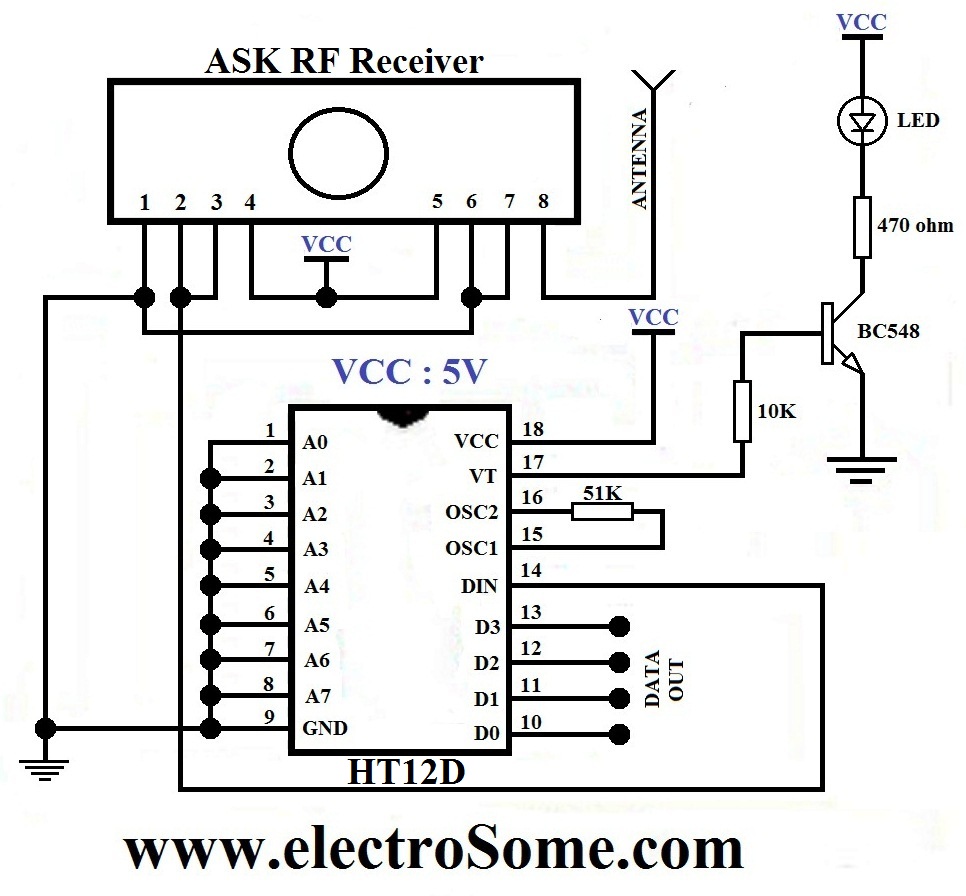 VCC
ASK RF Receiver
LED
ANTENNA
1 2 3 4 5 6 7 8
470 ohm
VCC
VCC
BC548
VCC : 5V
10K
1 A0 VCC 18
2 A1 VT 17
3 A2 OSC2 16 51K
4 A3 OSC1 15
5 A4 DIN 14
6 A5 D3 13
7 A6 D2 12
8 A7 D1 11
9 GND D0 10
DATA
OUT
HT12D
www.electroSome.com